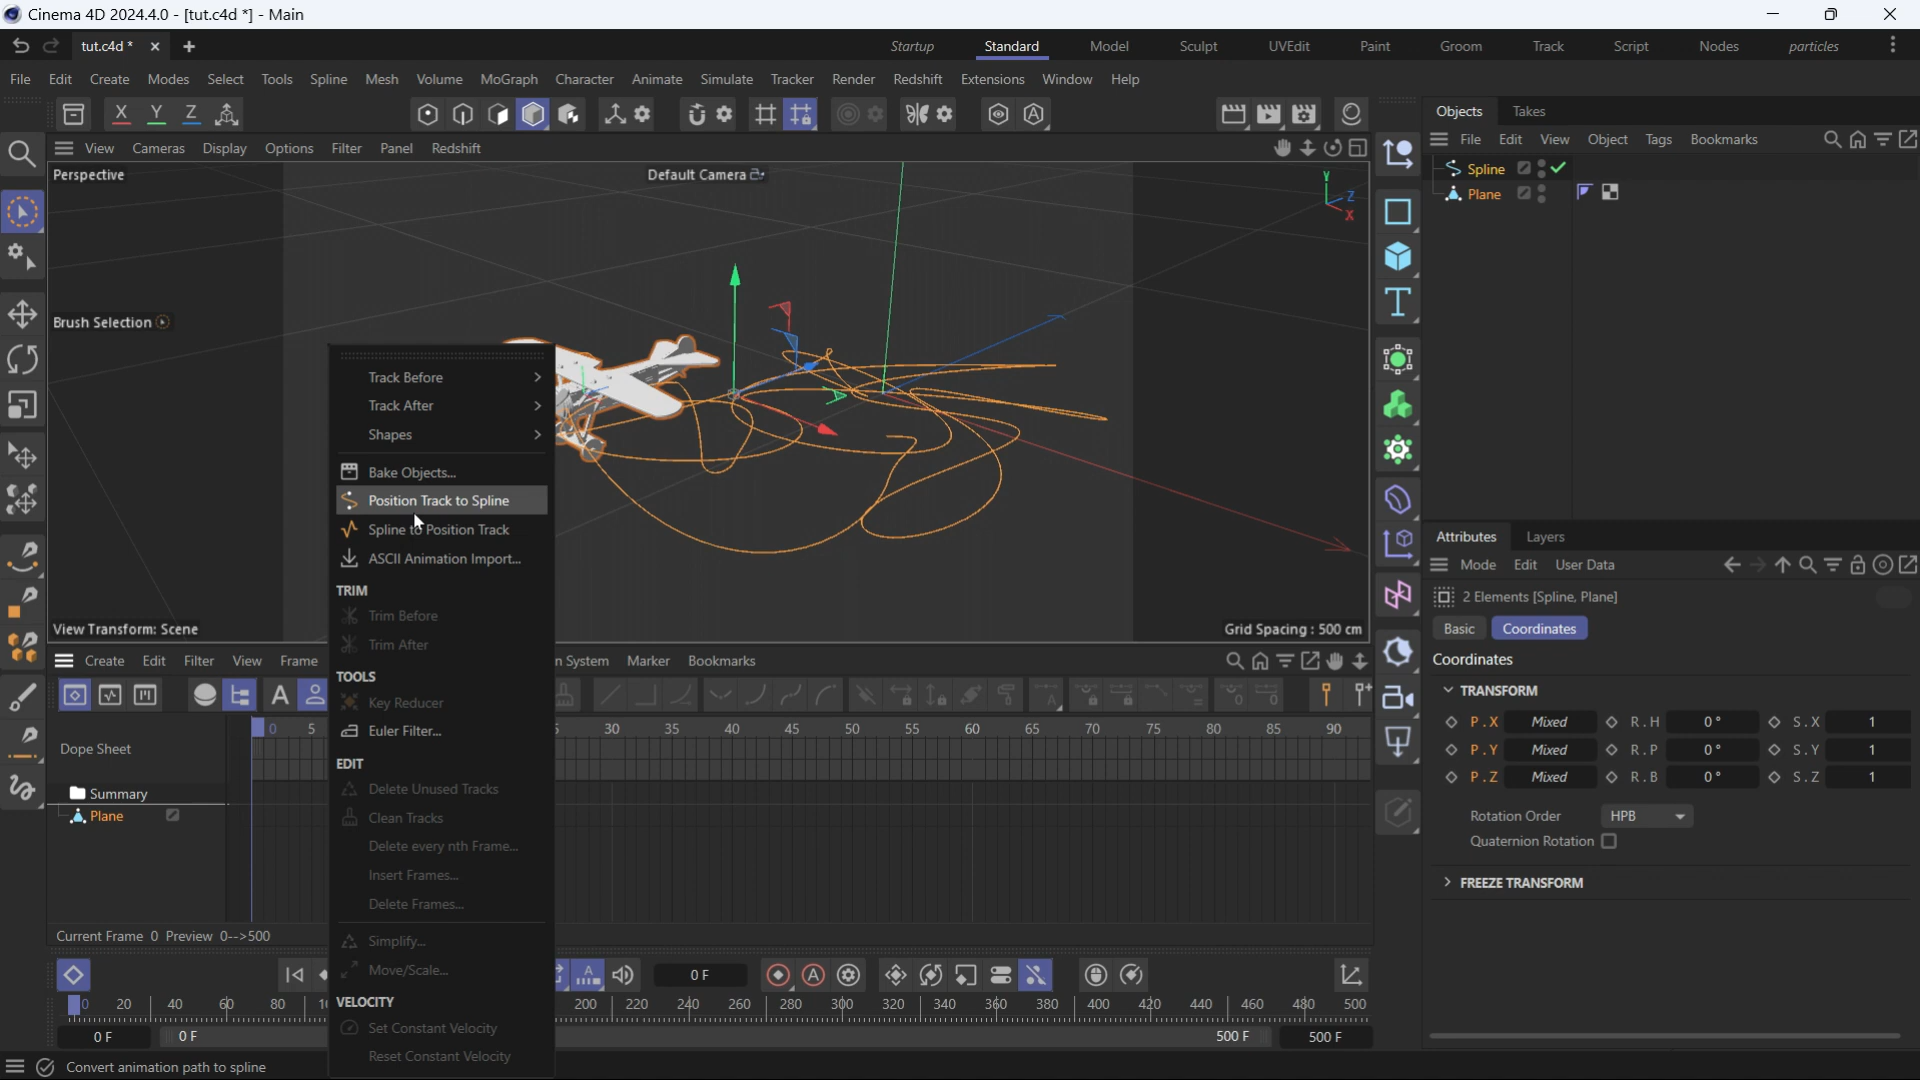 Cinema 4D 2024.4.0 - [tut.c4d *] - Main
tut.c4d *
Startup Standard Model Sculpt UVEdit Paint Groom Track Script Nodes particles
File Edit Create Modes Select Tools Spline Mesh Volume MoGraph Character Animate Simulate Tracker Render Redshift Extensions Window Help
X Y Z
Objects Takes
View Cameras Display Options Filter Panel Redshift
File Edit View Object Tags Bookmarks
Perspective
Default Camera
Y Z X
Spline
Plane
Brush Selection
Track Before
Track After
Shapes
Bake Objects...
Position Track to Spline
Spline to Position Track
ASCII Animation Import...
TRIM
Trim Before
Trim After
TOOLS
Key Reducer
Euler Filter...
EDIT
Delete Unused Tracks
Clean Tracks
Delete every nth Frame...
Insert Frames...
Delete Frames...
Simplify...
Move/Scale...
VELOCITY
Set Constant Velocity
Reset Constant Velocity
View Transform: Scene
Grid Spacing : 500 cm
Create Edit Filter View Frame
n System Marker Bookmarks
0 5 30 35 40 45 50 55 60 65 70 75 80 85 90
Dope Sheet
Summary
Plane
Current Frame 0 Preview 0-->500
0 F
0 20 40 60 80 200 220 240 260 280 300 320 340 360 380 400 420 440 460 480 500
0 F 0 F 500 F 500 F
Convert animation path to spline
Attributes Layers
Mode Edit User Data
2 Elements [Spline, Plane]
Basic Coordinates
Coordinates
TRANSFORM
P . X Mixed R . H 0 ° S . X 1
P . Y Mixed R . P 0 ° S . Y 1
P . Z Mixed R . B 0 ° S . Z 1
Rotation Order HPB
Quaternion Rotation
FREEZE TRANSFORM